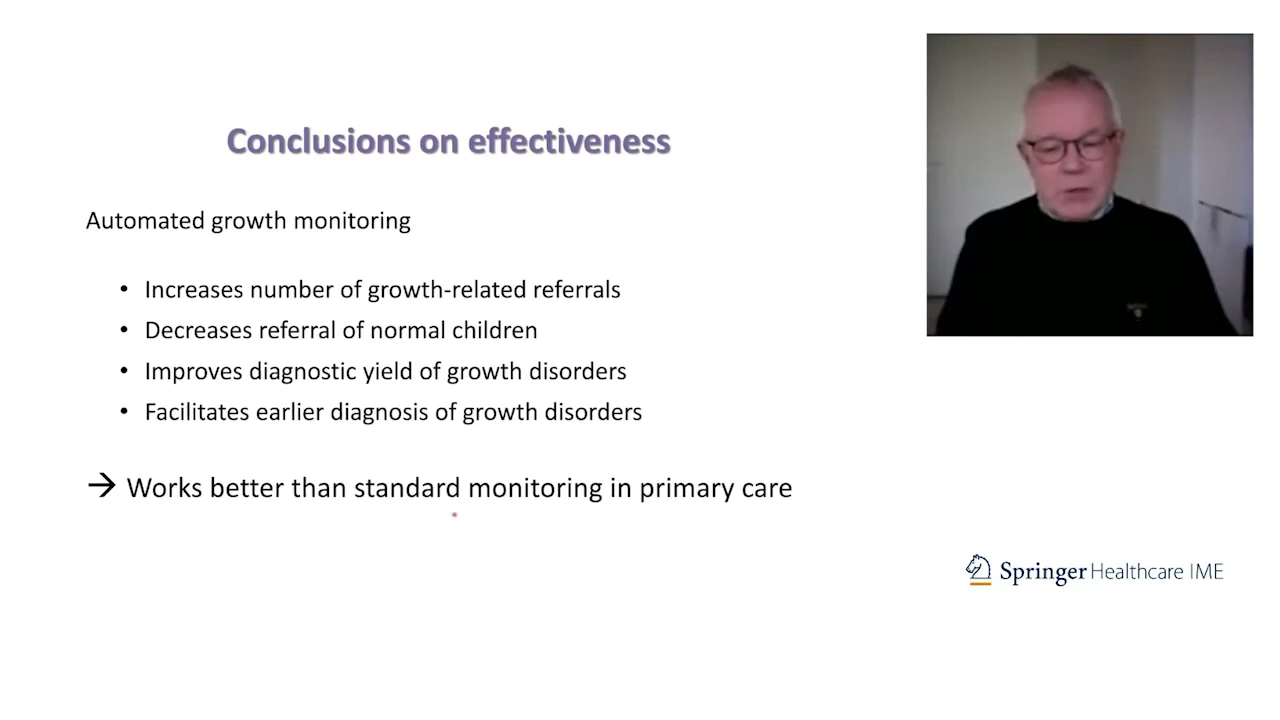 Conclusions on effectiveness
Automated growth monitoring
• Increases number of growth-related referrals
• Decreases referral of normal children
• Improves diagnostic yield of growth disorders
• Facilitates earlier diagnosis of growth disorders
→ Works better than standard monitoring in primary care
Springer Healthcare IME